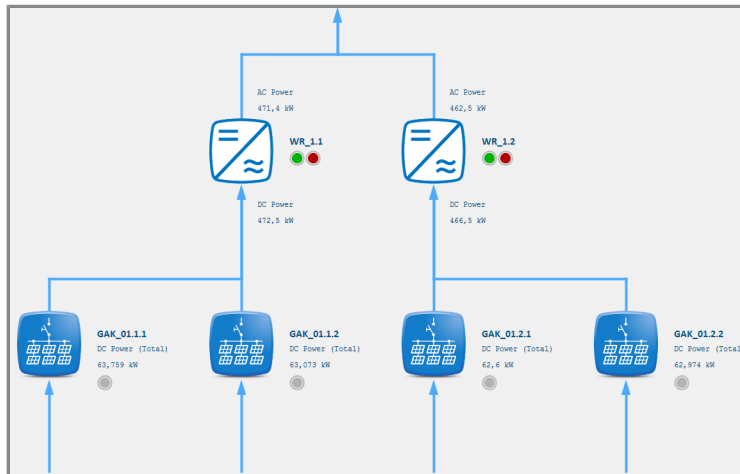 AC Power
471,4 kW
WR_1.1
DC Power
472,5 kW
AC Power
462,5 kW
WR_1.2
DC Power
466,5 kW
GAK_01.1.1
DC Power (Total)
63,759 kW
GAK_01.1.2
DC Power (Total)
63,073 kW
GAK_01.2.1
DC Power (Total)
62,6 kW
GAK_01.2.2
DC Power (Total)
62,974 kW